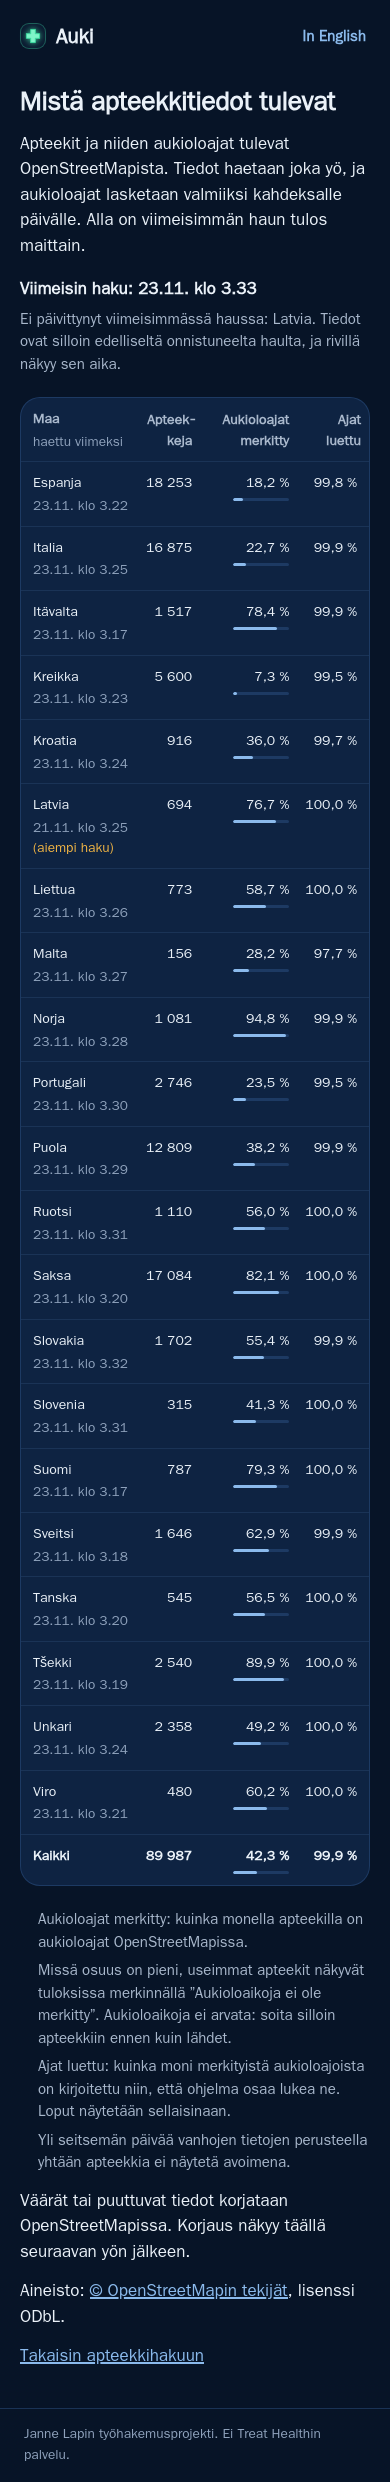 Auki
In English
Mistä apteekkitiedot tulevat
Apteekit ja niiden aukioloajat tulevat
OpenStreetMapista. Tiedot haetaan joka yö, ja
aukioloajat lasketaan valmiiksi kahdeksalle
päivälle. Alla on viimeisimmän haun tulos
maittain.
Viimeisin haku: 23.11. klo 3.33
Ei päivittynyt viimeisimmässä haussa: Latvia. Tiedot
ovat silloin edelliseltä onnistuneelta haulta, ja rivillä
näkyy sen aika.
Maa Apteek- Aukioloajat Ajat
haettu viimeksi keja merkitty luettu
Espanja 18 253 18,2 % 99,8 %
23.11. klo 3.22
Italia 16 875 22,7 % 99,9 %
23.11. klo 3.25
Itävalta 1 517 78,4 % 99,9 %
23.11. klo 3.17
Kreikka 5 600 7,3 % 99,5 %
23.11. klo 3.23
Kroatia 916 36,0 % 99,7 %
23.11. klo 3.24
Latvia 694 76,7 % 100,0 %
21.11. klo 3.25
(aiempi haku)
Liettua 773 58,7 % 100,0 %
23.11. klo 3.26
Malta 156 28,2 % 97,7 %
23.11. klo 3.27
Norja 1 081 94,8 % 99,9 %
23.11. klo 3.28
Portugali 2 746 23,5 % 99,5 %
23.11. klo 3.30
Puola 12 809 38,2 % 99,9 %
23.11. klo 3.29
Ruotsi 1 110 56,0 % 100,0 %
23.11. klo 3.31
Saksa 17 084 82,1 % 100,0 %
23.11. klo 3.20
Slovakia 1 702 55,4 % 99,9 %
23.11. klo 3.32
Slovenia 315 41,3 % 100,0 %
23.11. klo 3.31
Suomi 787 79,3 % 100,0 %
23.11. klo 3.17
Sveitsi 1 646 62,9 % 99,9 %
23.11. klo 3.18
Tanska 545 56,5 % 100,0 %
23.11. klo 3.20
Tšekki 2 540 89,9 % 100,0 %
23.11. klo 3.19
Unkari 2 358 49,2 % 100,0 %
23.11. klo 3.24
Viro 480 60,2 % 100,0 %
23.11. klo 3.21
Kaikki 89 987 42,3 % 99,9 %
Aukioloajat merkitty: kuinka monella apteekilla on
aukioloajat OpenStreetMapissa.
Missä osuus on pieni, useimmat apteekit näkyvät
tuloksissa merkinnällä ”Aukioloaikoja ei ole
merkitty”. Aukioloaikoja ei arvata: soita silloin
apteekkiin ennen kuin lähdet.
Ajat luettu: kuinka moni merkityistä aukioloajoista
on kirjoitettu niin, että ohjelma osaa lukea ne.
Loput näytetään sellaisinaan.
Yli seitsemän päivää vanhojen tietojen perusteella
yhtään apteekkia ei näytetä avoimena.
Väärät tai puuttuvat tiedot korjataan
OpenStreetMapissa. Korjaus näkyy täällä
seuraavan yön jälkeen.
Aineisto: © OpenStreetMapin tekijät, lisenssi
ODbL.
Takaisin apteekkihakuun
Janne Lapin työhakemusprojekti. Ei Treat Healthin
palvelu.